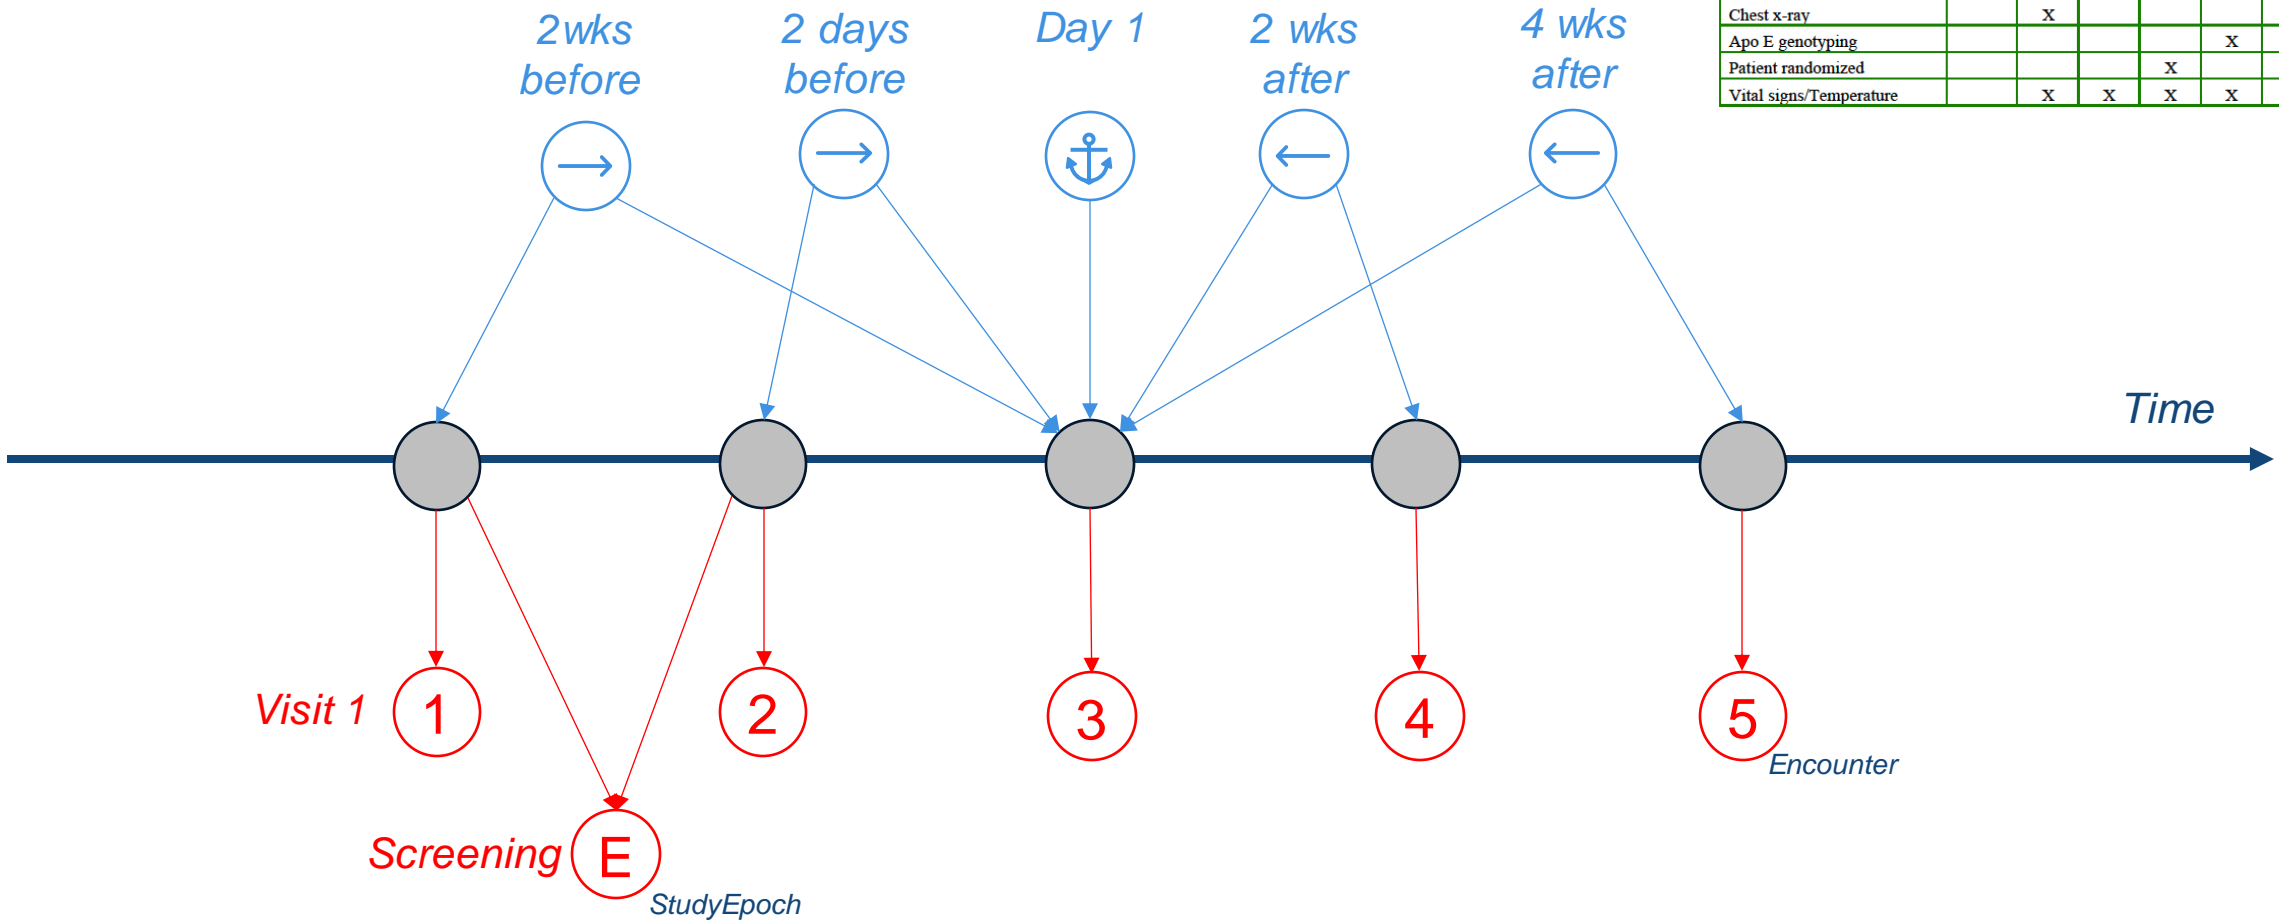 2wks
before
2 days
before
Day 1
2 wks
after
4 wks
after
Chest x-ray X
Apo E genotyping X
Patient randomized X
Vital signs/Temperature X X X X
Time
Visit 1
1
2
3
4
5
Encounter
Screening
E
StudyEpoch